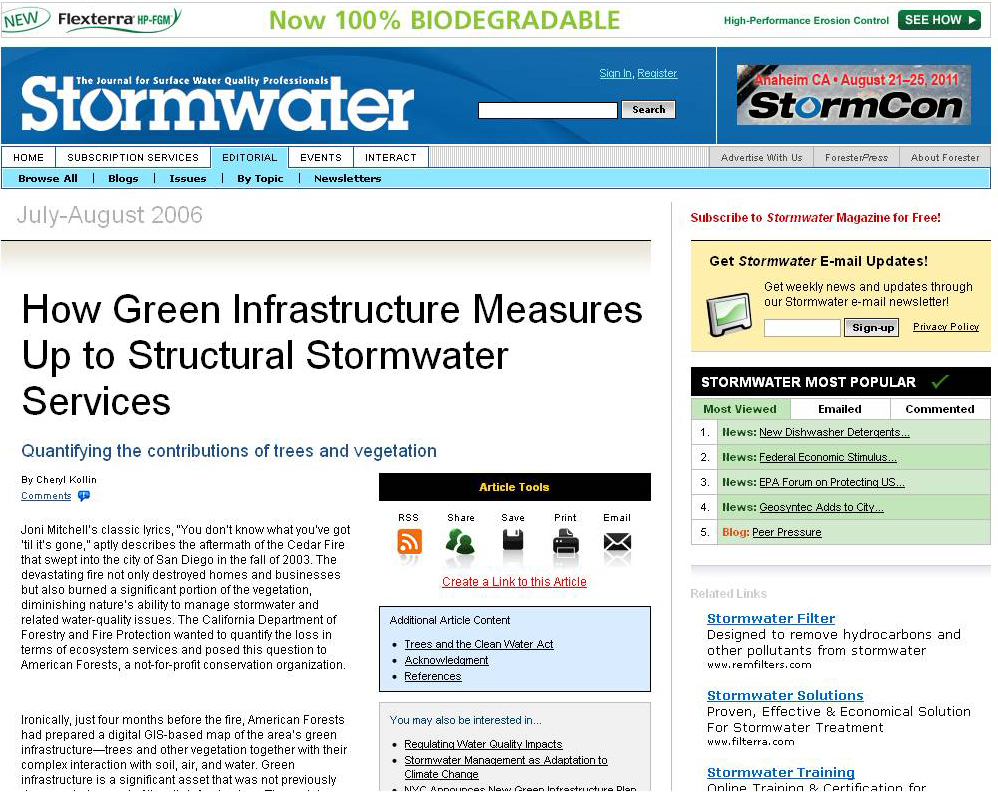 NEW Flexterra HP-FGM Now 100% BIODEGRADABLE High-Performance Erosion Control SEE HOW
The Journal for Surface Water Quality Professionals
Stormwater
Sign In, Register
Search
Anaheim CA • August 21–25, 2011
StormCon
HOME SUBSCRIPTION SERVICES EDITORIAL EVENTS INTERACT Advertise With Us ForesterPress About Forester
Browse All | Blogs | Issues | By Topic | Newsletters
July-August 2006
How Green Infrastructure Measures
Up to Structural Stormwater
Services
Quantifying the contributions of trees and vegetation
By Cheryl Kollin
Comments
Joni Mitchell's classic lyrics, "You don't know what you've got
'til it's gone," aptly describes the aftermath of the Cedar Fire
that swept into the city of San Diego in the fall of 2003. The
devastating fire not only destroyed homes and businesses
but also burned a significant portion of the vegetation,
diminishing nature's ability to manage stormwater and
related water-quality issues. The California Department of
Forestry and Fire Protection wanted to quantify the loss in
terms of ecosystem services and posed this question to
American Forests, a not-for-profit conservation organization.
Ironically, just four months before the fire, American Forests
had prepared a digital GIS-based map of the area's green
infrastructure—trees and other vegetation together with their
complex interaction with soil, air, and water. Green
infrastructure is a significant asset that was not previously
Article Tools
RSS Share Save Print Email
Create a Link to this Article
Additional Article Content
• Trees and the Clean Water Act
• Acknowledgment
• References
You may also be interested in...
• Regulating Water Quality Impacts
• Stormwater Management as Adaptation to
Climate Change
• NYC Announces New Green Infrastructure Plan
Subscribe to Stormwater Magazine for Free!
Get Stormwater E-mail Updates!
Get weekly news and updates through
our Stormwater e-mail newsletter!
Sign-up Privacy Policy
STORMWATER MOST POPULAR
Most Viewed Emailed Commented
1. News: New Dishwasher Detergents...
2. News: Federal Economic Stimulus...
3. News: EPA Forum on Protecting US...
4. News: Geosyntec Adds to City...
5. Blog: Peer Pressure
Related Links
Stormwater Filter
Designed to remove hydrocarbons and
other pollutants from stormwater
www.remfilters.com
Stormwater Solutions
Proven, Effective & Economical Solution
For Stormwater Treatment
www.filterra.com
Stormwater Training
Online Training & Certification for